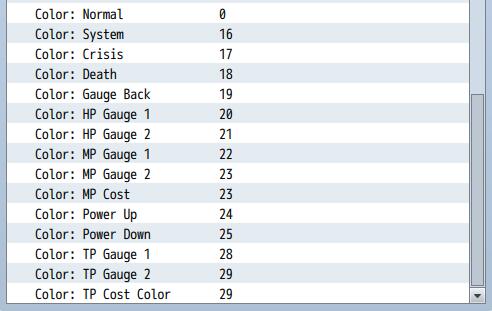 Color: Normal 0
Color: System 16
Color: Crisis 17
Color: Death 18
Color: Gauge Back 19
Color: HP Gauge 1 20
Color: HP Gauge 2 21
Color: MP Gauge 1 22
Color: MP Gauge 2 23
Color: MP Cost 23
Color: Power Up 24
Color: Power Down 25
Color: TP Gauge 1 28
Color: TP Gauge 2 29
Color: TP Cost Color 29